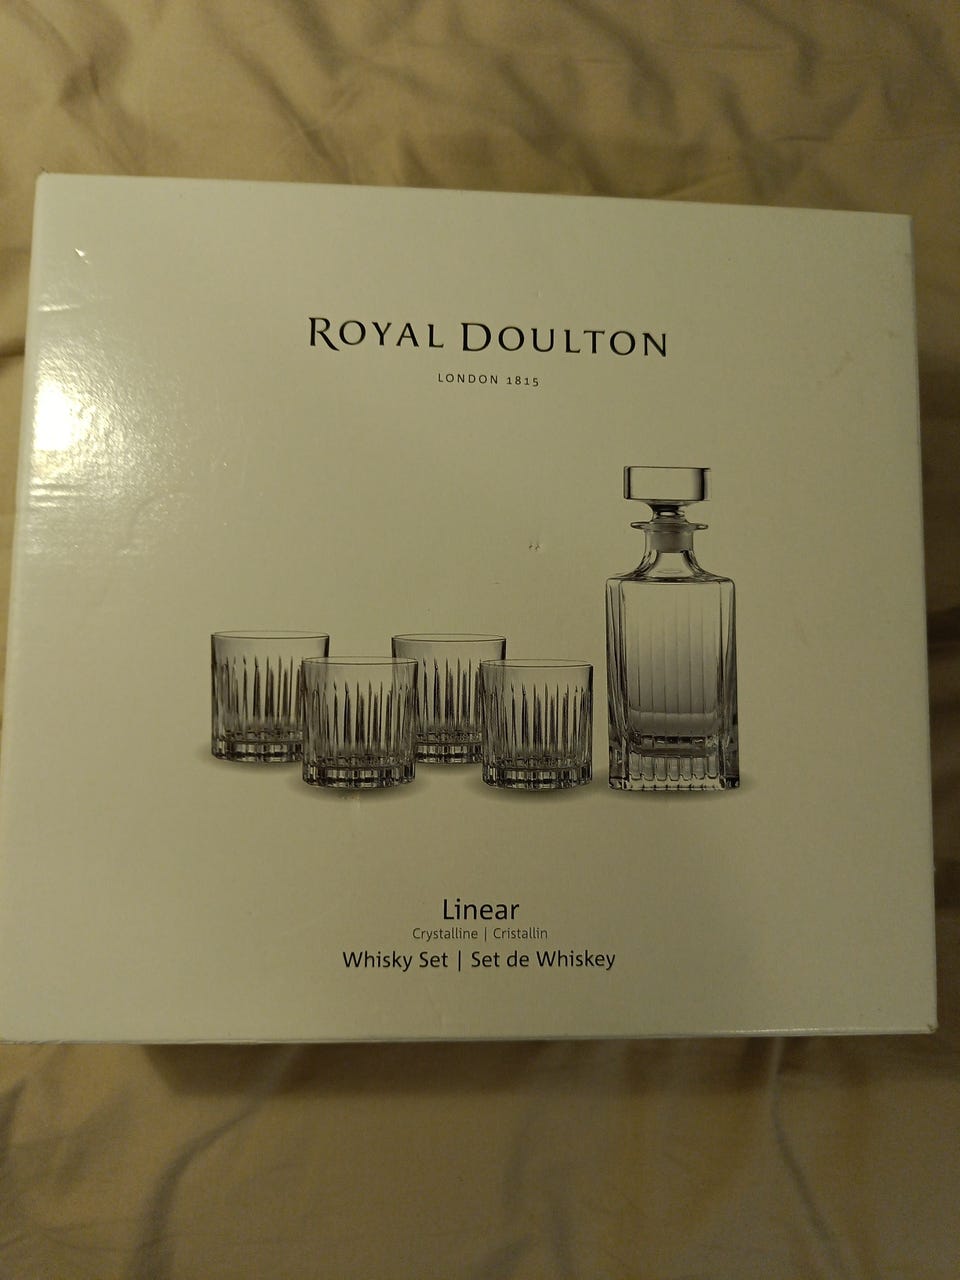 ROYAL DOULTON
LONDON 1815
Linear
Crystalline | Cristallin
Whisky Set | Set de Whiskey